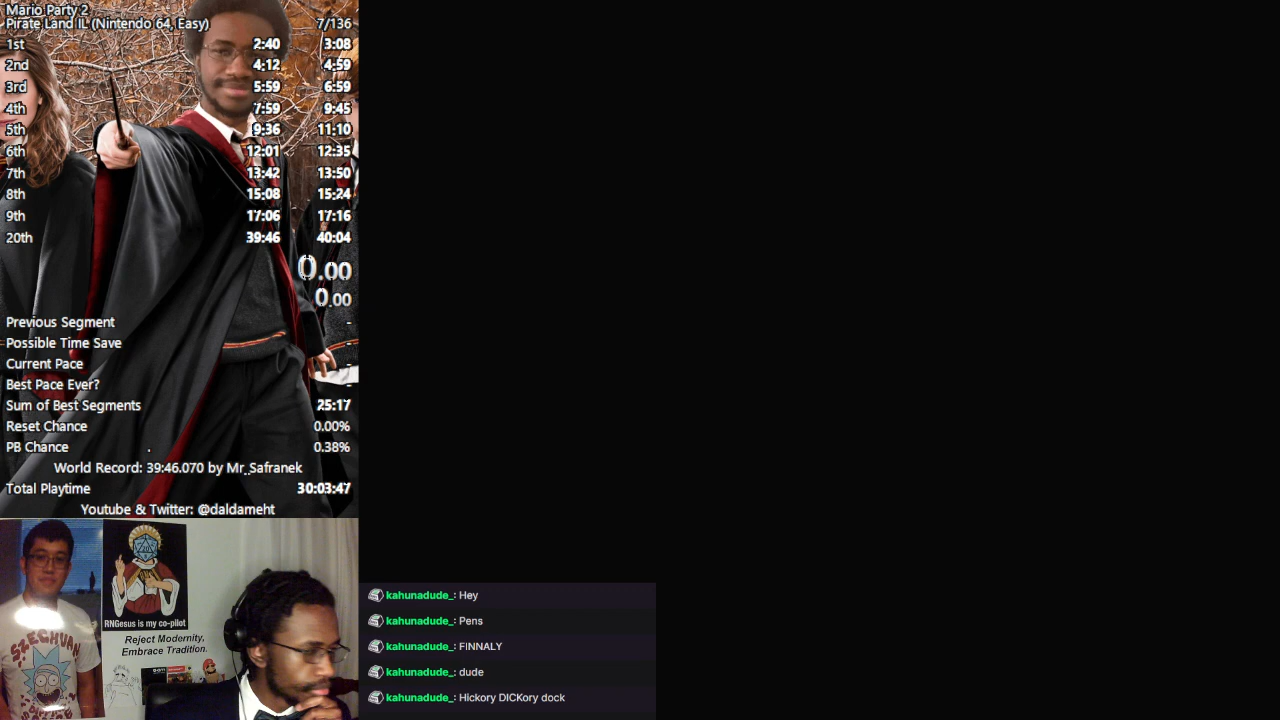 Mario Party 2
Pirate Land IL (Nintendo 64, Easy) 7/136
1st 2:40 3:08
2nd 4:12 4:59
3rd 5:59 6:59
4th 7:59 9:45
5th 9:36 11:10
6th 12:01 12:35
7th 13:42 13:50
8th 15:08 15:24
9th 17:06 17:16
20th 39:46 40:04
0.00
0.00
Previous Segment -
Possible Time Save -
Current Pace -
Best Pace Ever? -
Sum of Best Segments 25:17
Reset Chance 0.00%
PB Chance 0.38%
World Record: 39:46.070 by Mr_Safranek
Total Playtime 30:03:47
Youtube & Twitter: @daldameht
RNGesus is my co-pilot
Reject Modernity,
Embrace Tradition.
SZECHUAN
kahunadude_: Hey
kahunadude_: Pens
kahunadude_: FINNALY
kahunadude_: dude
kahunadude_: Hickory DICKory dock